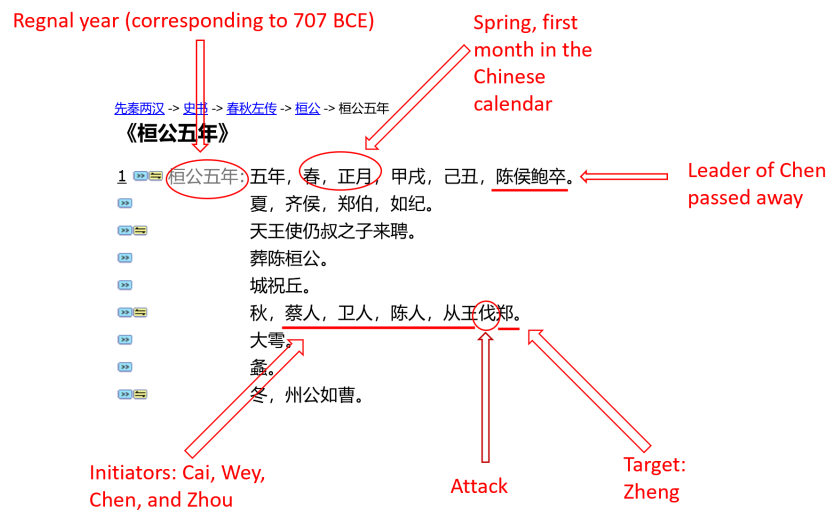 Regnal year (corresponding to 707 BCE)
Spring, first
month in the
Chinese
calendar
先秦两汉 -> 史书 -> 春秋左传 -> 桓公 -> 桓公五年
《桓公五年》
1 桓公五年: 五年，春，正月，甲戌，己丑，陈侯鲍卒。
Leader of Chen
passed away
夏，齐侯，郑伯，如纪。
天王使仍叔之子来聘。
葬陈桓公。
城祝丘。
秋，蔡人，卫人，陈人，从王伐郑。
大雩。
螽。
冬，州公如曹。
Initiators: Cai, Wey,
Chen, and Zhou
Attack
Target:
Zheng